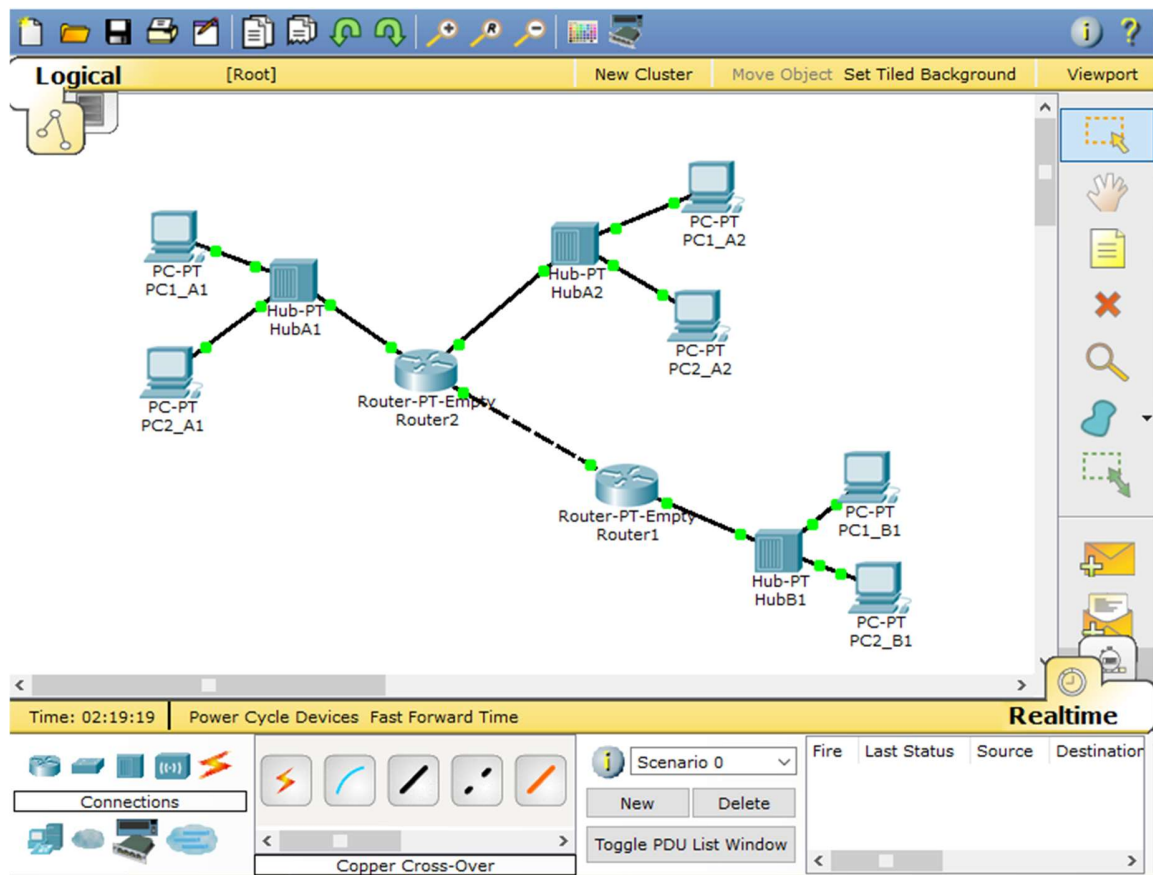 Logical
[Root]
New Cluster
Move Object
Set Tiled Background
Viewport
PC-PT
PC1_A1
Hub-PT
HubA1
PC-PT
PC2_A1
Hub-PT
HubA2
PC-PT
PC1_A2
PC-PT
PC2_A2
Router-PT-Empty
Router2
Router-PT-Empty
Router1
PC-PT
PC1_B1
Hub-PT
HubB1
PC-PT
PC2_B1
Time: 02:19:19
Power Cycle Devices
Fast Forward Time
Realtime
Connections
Copper Cross-Over
Scenario 0
New
Delete
Toggle PDU List Window
Fire
Last Status
Source
Destination